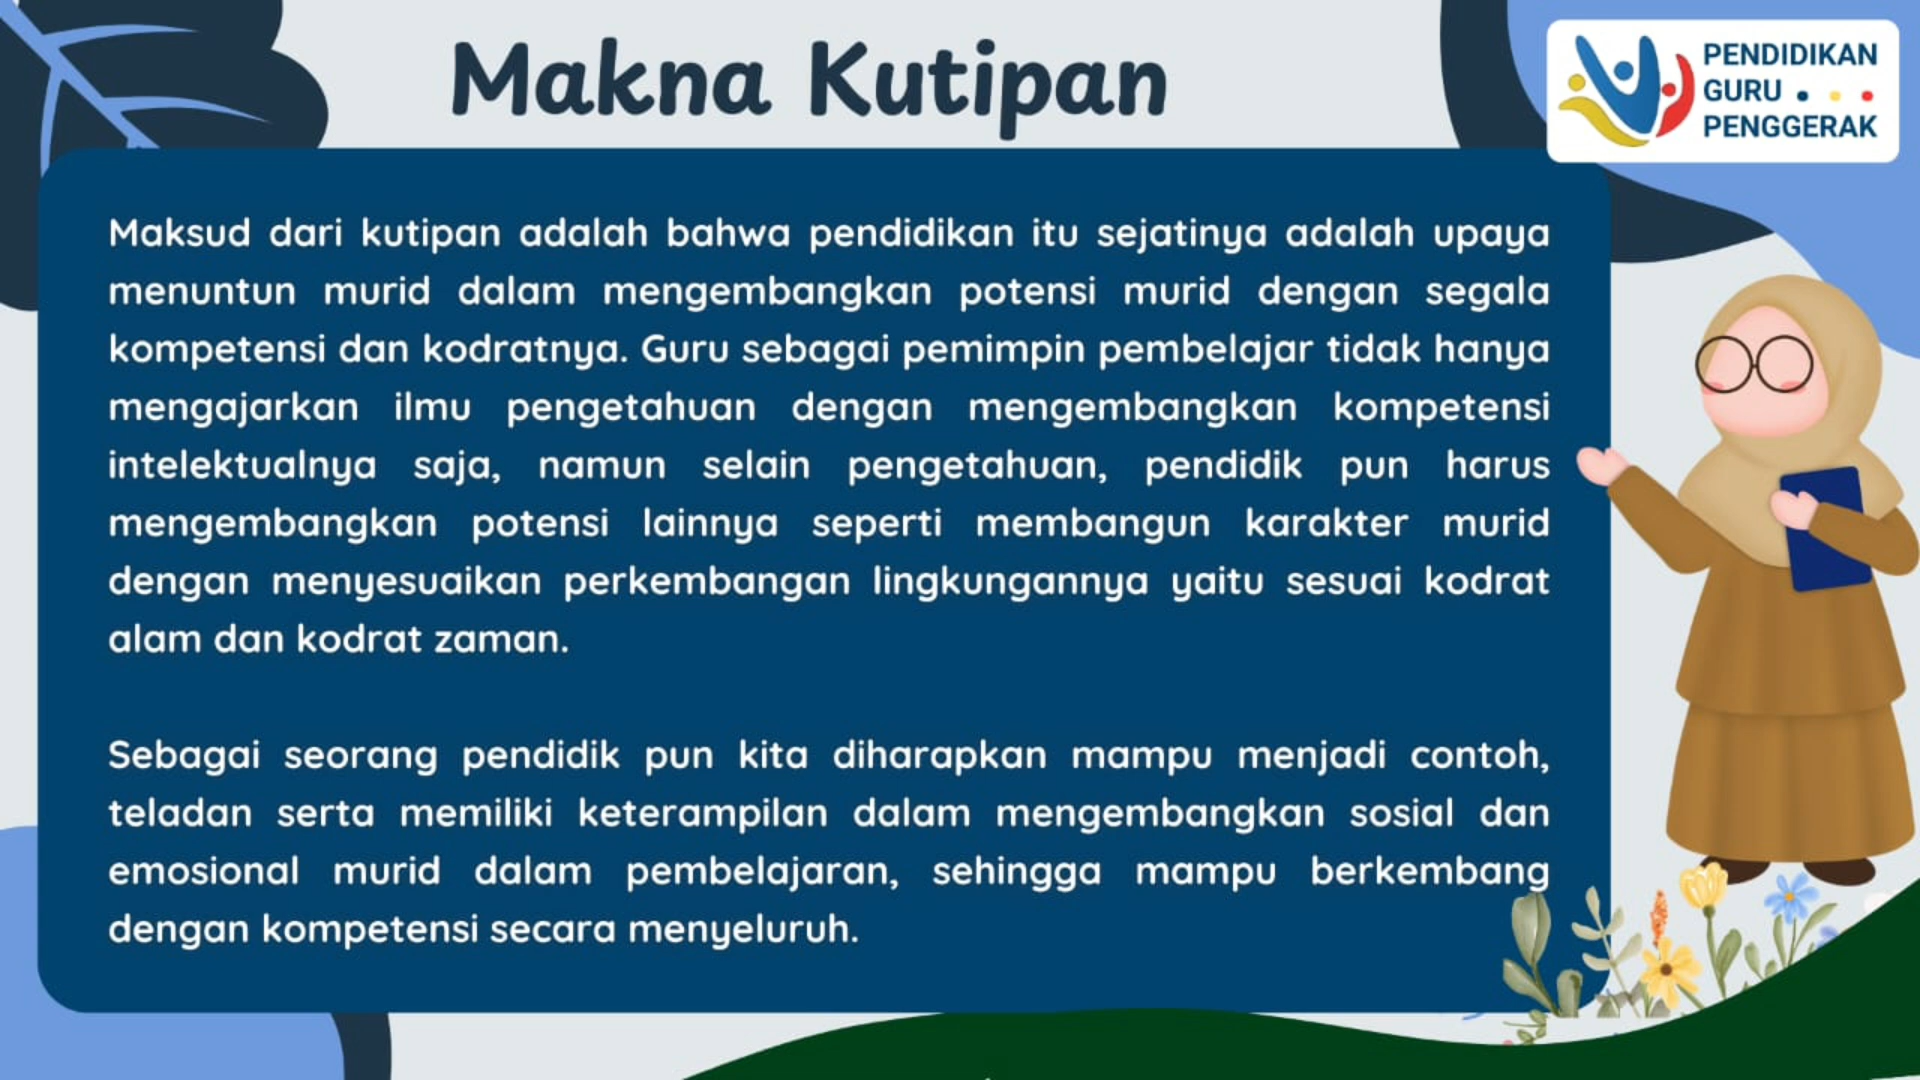 Makna Kutipan
PENDIDIKAN
GURU
PENGGERAK
Maksud dari kutipan adalah bahwa pendidikan itu sejatinya adalah upaya
menuntun murid dalam mengembangkan potensi murid dengan segala
kompetensi dan kodratnya. Guru sebagai pemimpin pembelajar tidak hanya
mengajarkan ilmu pengetahuan dengan mengembangkan kompetensi
intelektualnya saja, namun selain pengetahuan, pendidik pun harus
mengembangkan potensi lainnya seperti membangun karakter murid
dengan menyesuaikan perkembangan lingkungannya yaitu sesuai kodrat
alam dan kodrat zaman.
Sebagai seorang pendidik pun kita diharapkan mampu menjadi contoh,
teladan serta memiliki keterampilan dalam mengembangkan sosial dan
emosional murid dalam pembelajaran, sehingga mampu berkembang
dengan kompetensi secara menyeluruh.